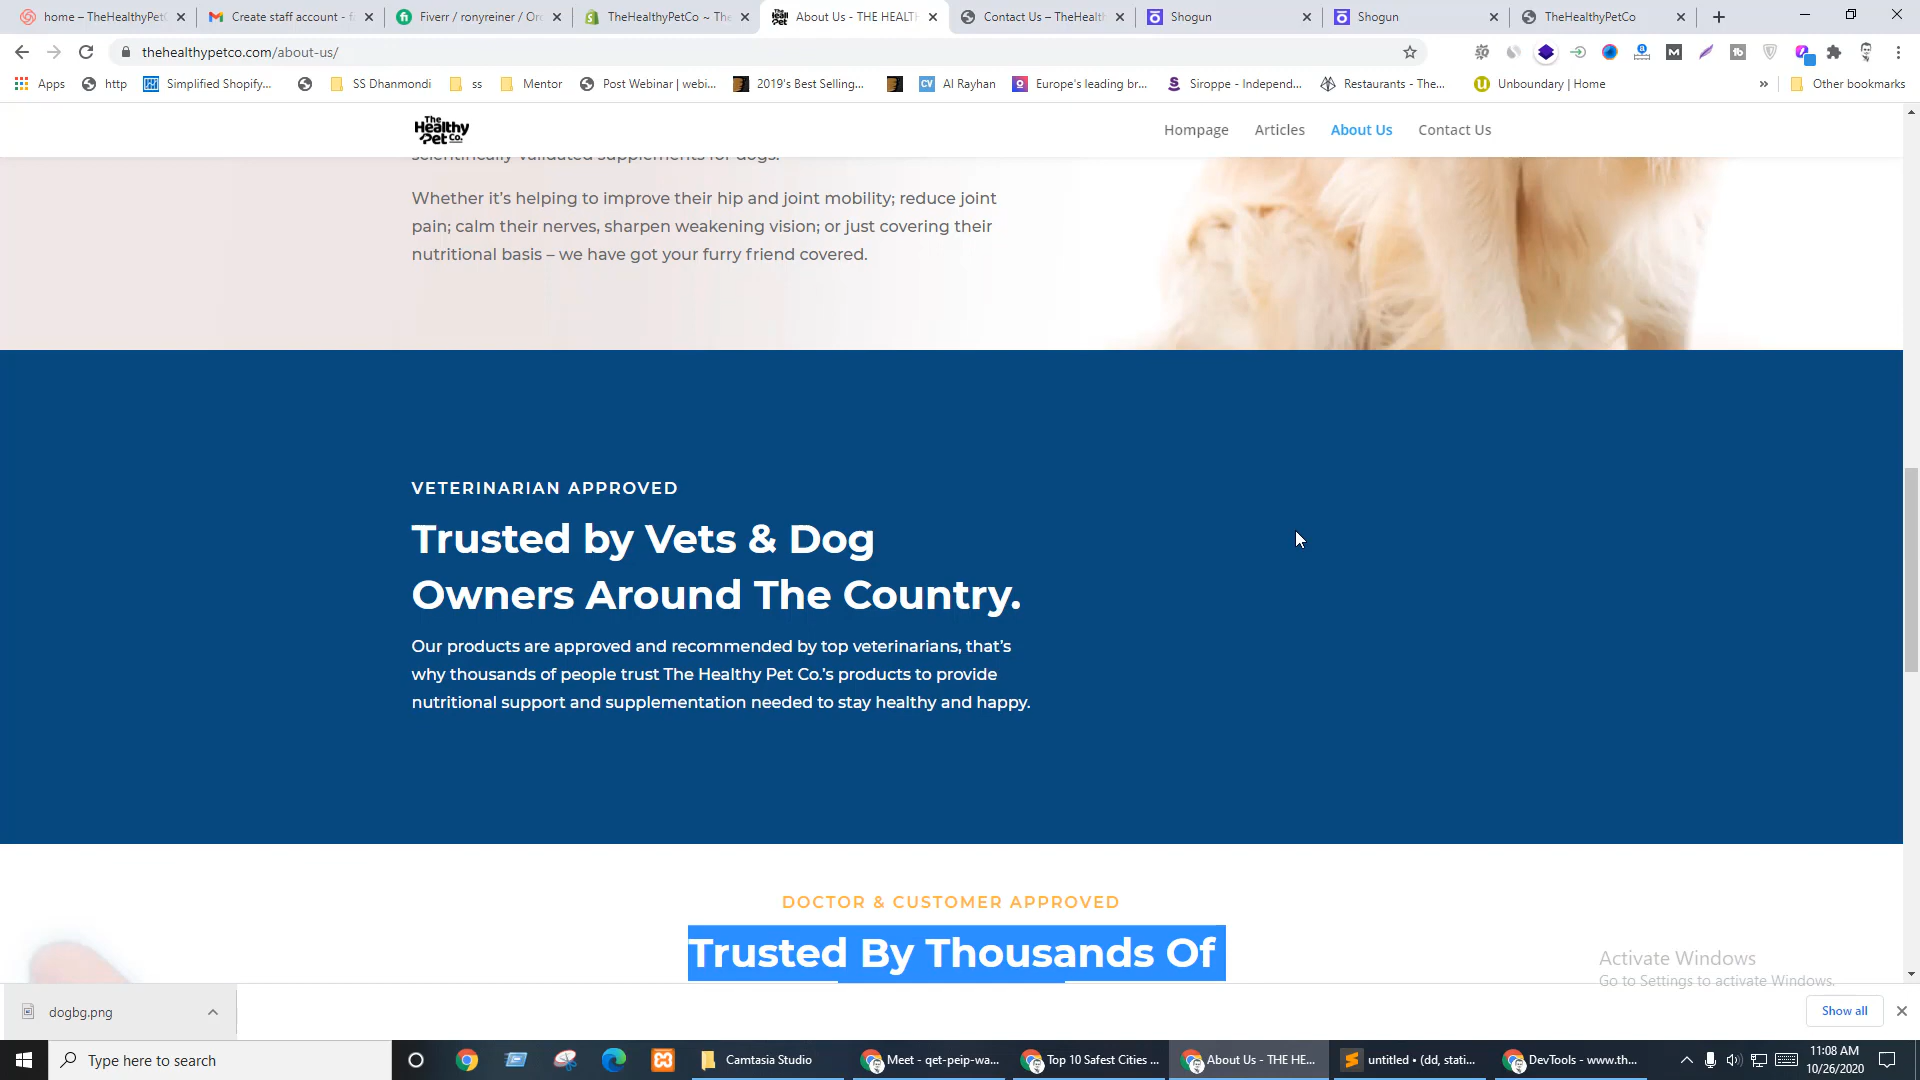 home – TheHealthyPetC
Create staff account - f
Fiverr / ronyreiner / Or
TheHealthyPetCo ~ The
About Us - THE HEALTH
Contact Us – TheHealth
Shogun
Shogun
TheHealthyPetCo
thehealthypetco.com/about-us/
Apps
http
Simplified Shopify...
SS Dhanmondi
ss
Mentor
Post Webinar | webi...
2019's Best Selling...
Al Rayhan
Europe's leading br...
Siroppe - Independ...
Restaurants - The...
Unboundary | Home
»
Other bookmarks
The Healthy Pet Co.
Hompage
Articles
About Us
Contact Us
scientifically validated supplements for dogs.
Whether it's helping to improve their hip and joint mobility; reduce joint
pain; calm their nerves, sharpen weakening vision; or just covering their
nutritional basis – we have got your furry friend covered.
VETERINARIAN APPROVED
Trusted by Vets & Dog
Owners Around The Country.
Our products are approved and recommended by top veterinarians, that's
why thousands of people trust The Healthy Pet Co.'s products to provide
nutritional support and supplementation needed to stay healthy and happy.
DOCTOR & CUSTOMER APPROVED
Trusted By Thousands Of
Activate Windows
Go to Settings to activate Windows.
dogbg.png
Show all
Type here to search
Camtasia Studio
Meet - qet-peip-wa...
Top 10 Safest Cities ...
About Us - THE HE...
untitled • (dd, stati...
DevTools - www.th...
11:08 AM
10/26/2020